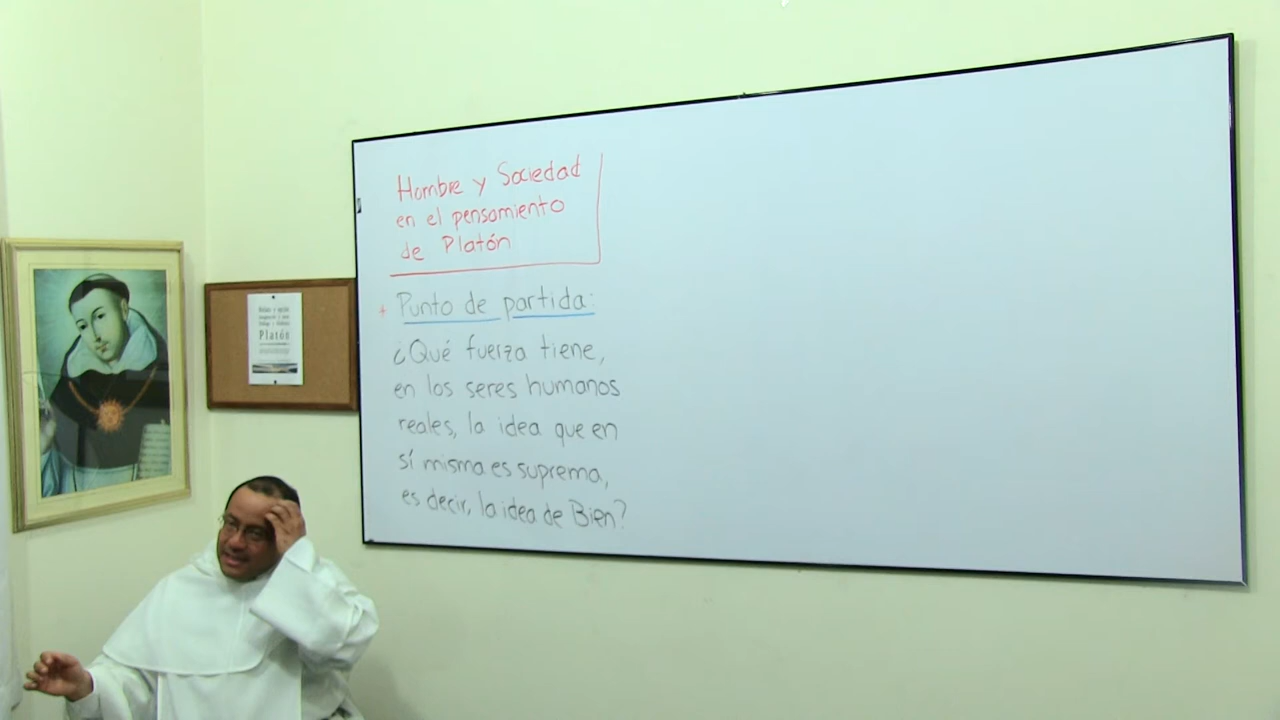 Hombre y Sociedad
en el pensamiento
de Platón
+ Punto de partida:
¿Qué fuerza tiene,
en los seres humanos
reales, la idea que en
sí misma es suprema,
es decir, la idea de Bien?
Platón